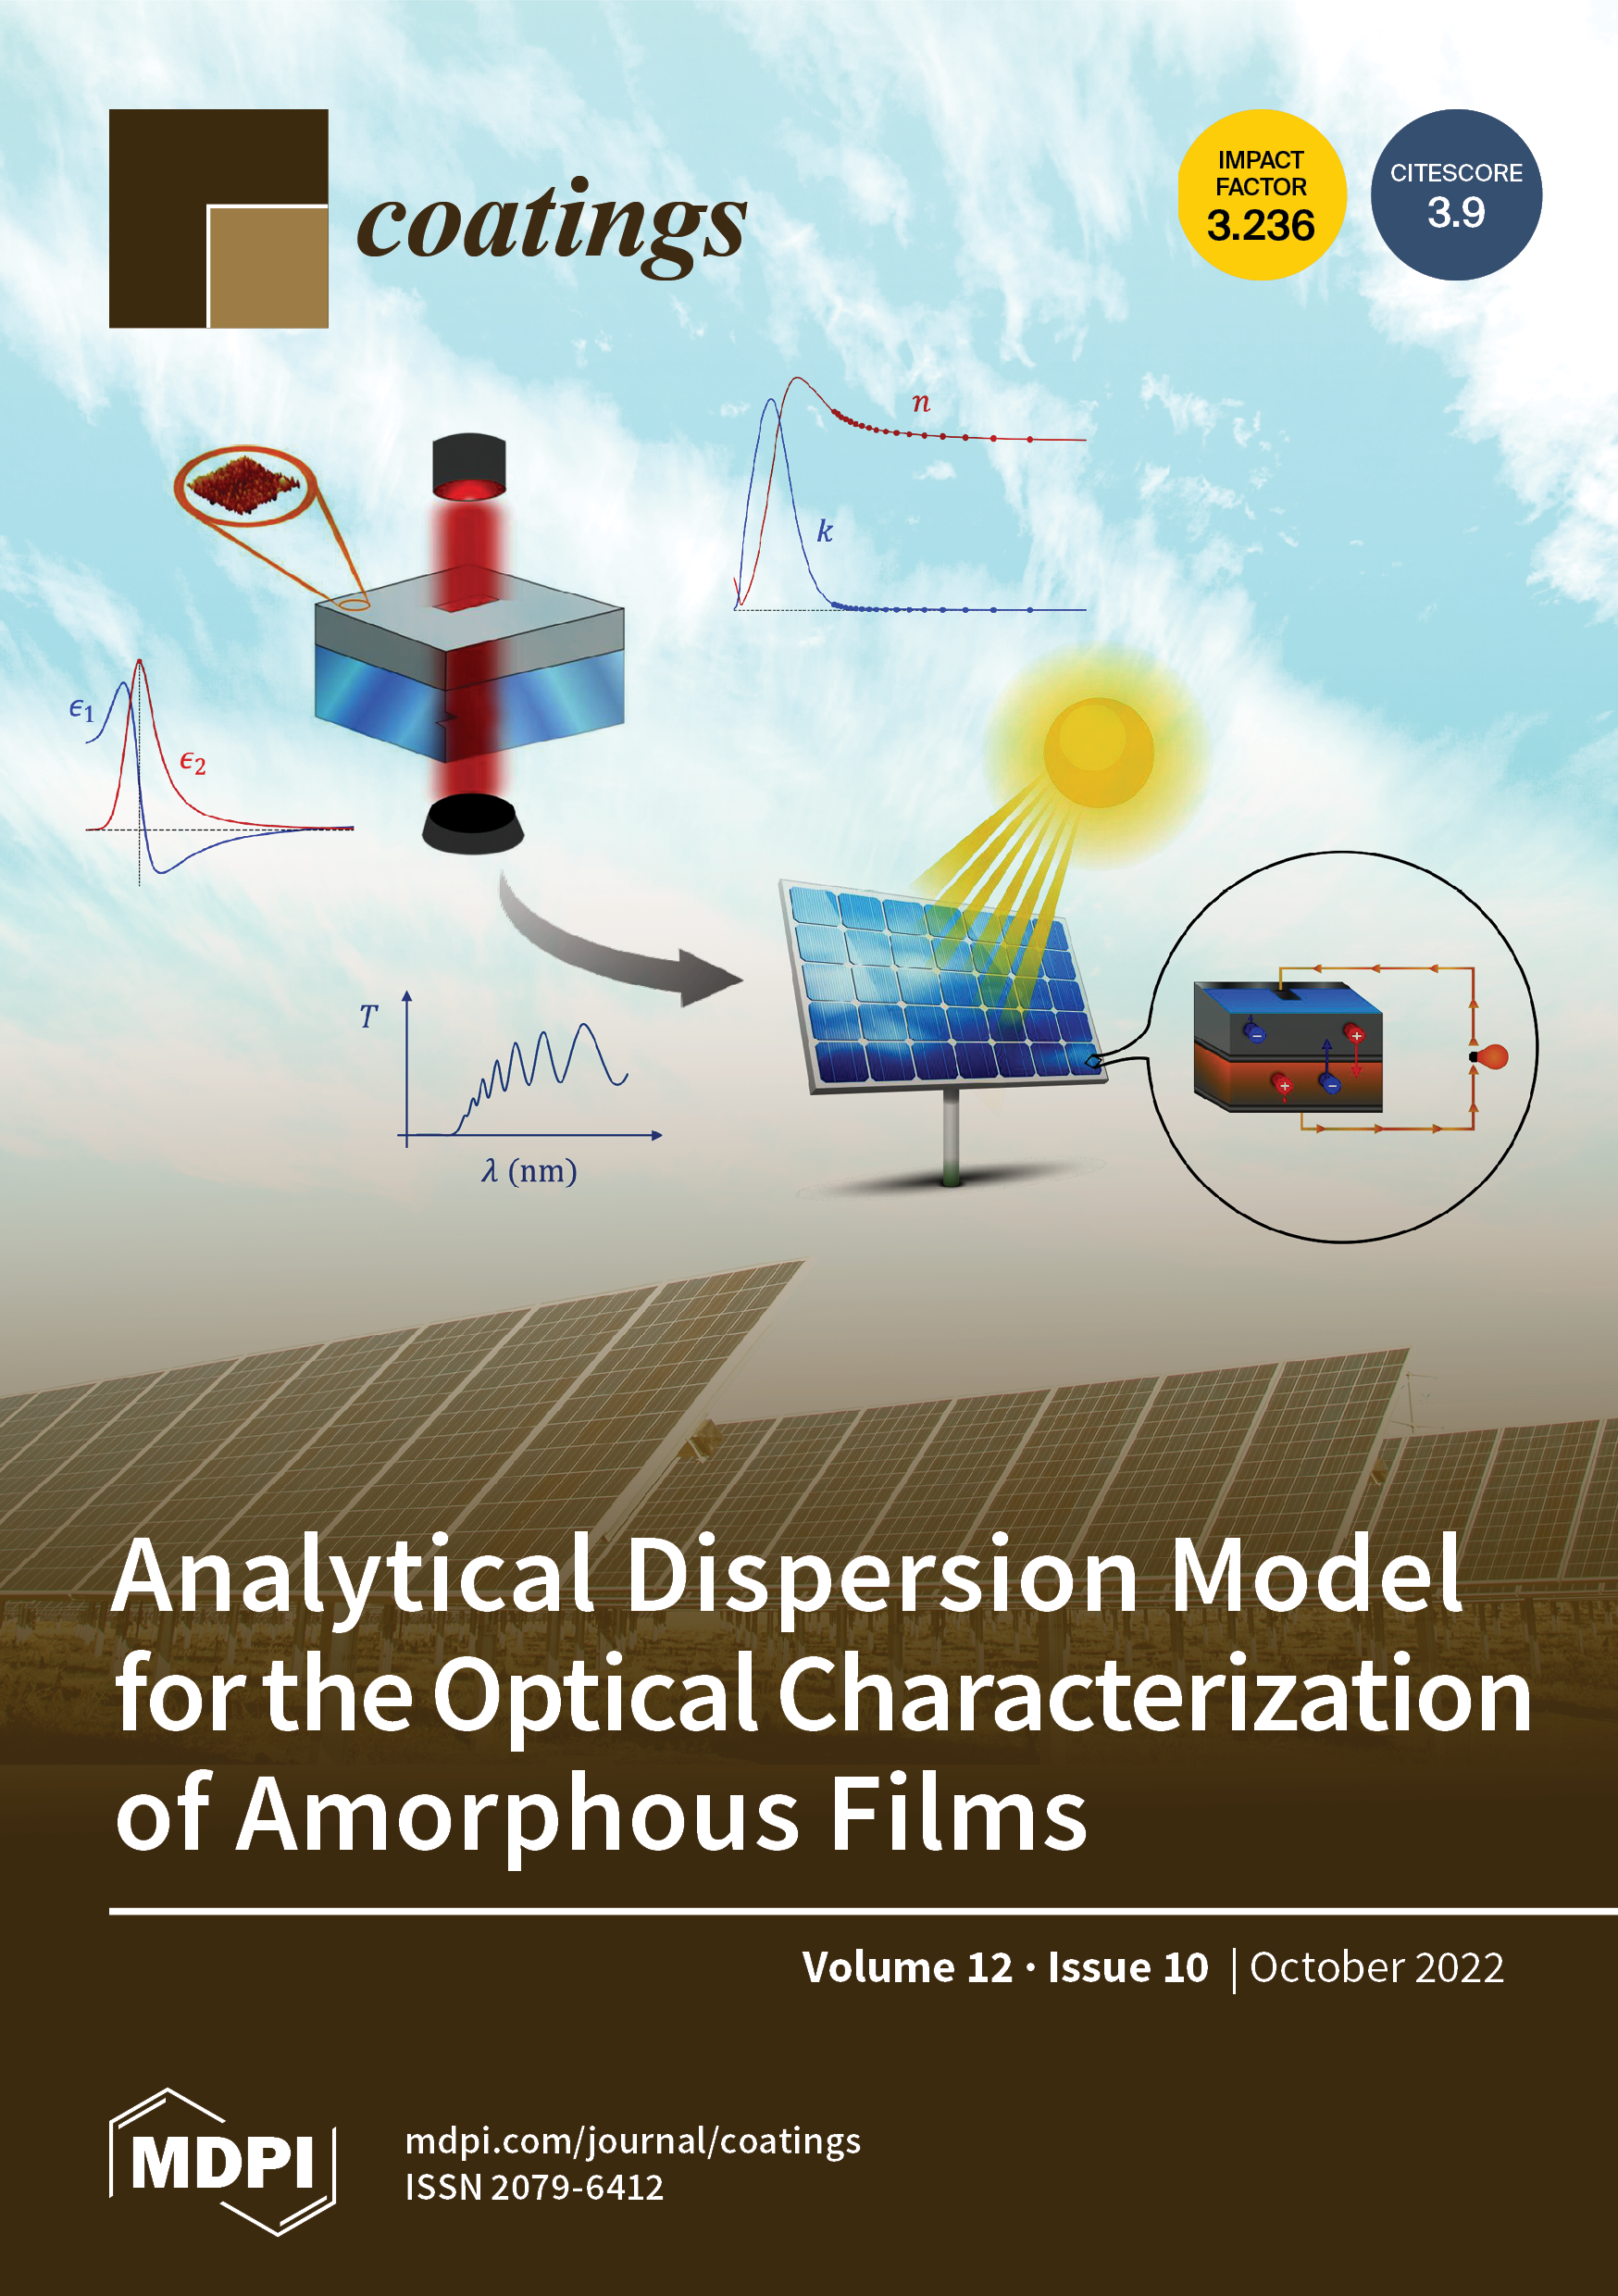 coatings
IMPACT
FACTOR
3.236
CITESCORE
3.9
n
k
ϵ1
ϵ2
T
λ (nm)
Analytical Dispersion Model
for the Optical Characterization
of Amorphous Films
Volume 12 · Issue 10 | October 2022
MDPI
mdpi.com/journal/coatings
ISSN 2079-6412